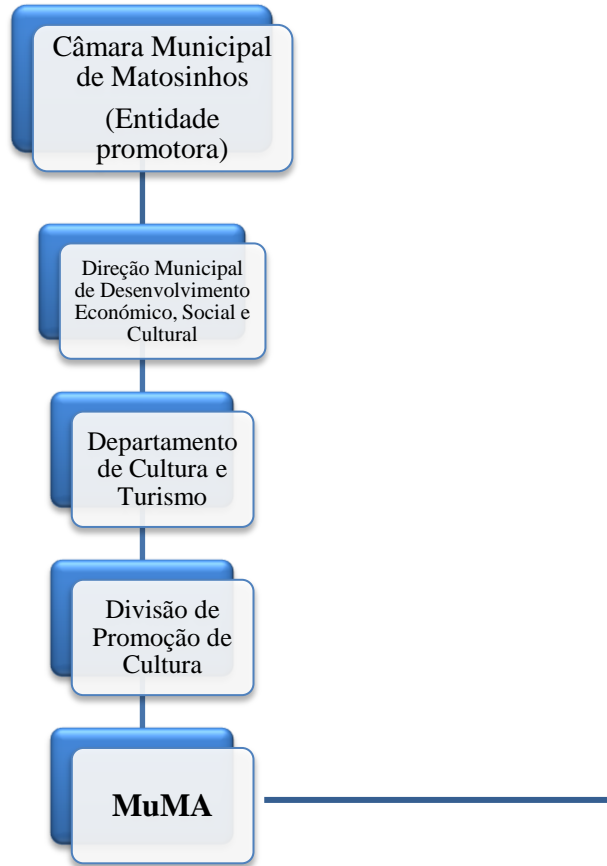 Câmara Municipal
de Matosinhos
(Entidade
promotora)
Direção Municipal
de Desenvolvimento
Económico, Social e
Cultural
Departamento
de Cultura e
Turismo
Divisão de
Promoção de
Cultura
MuMA